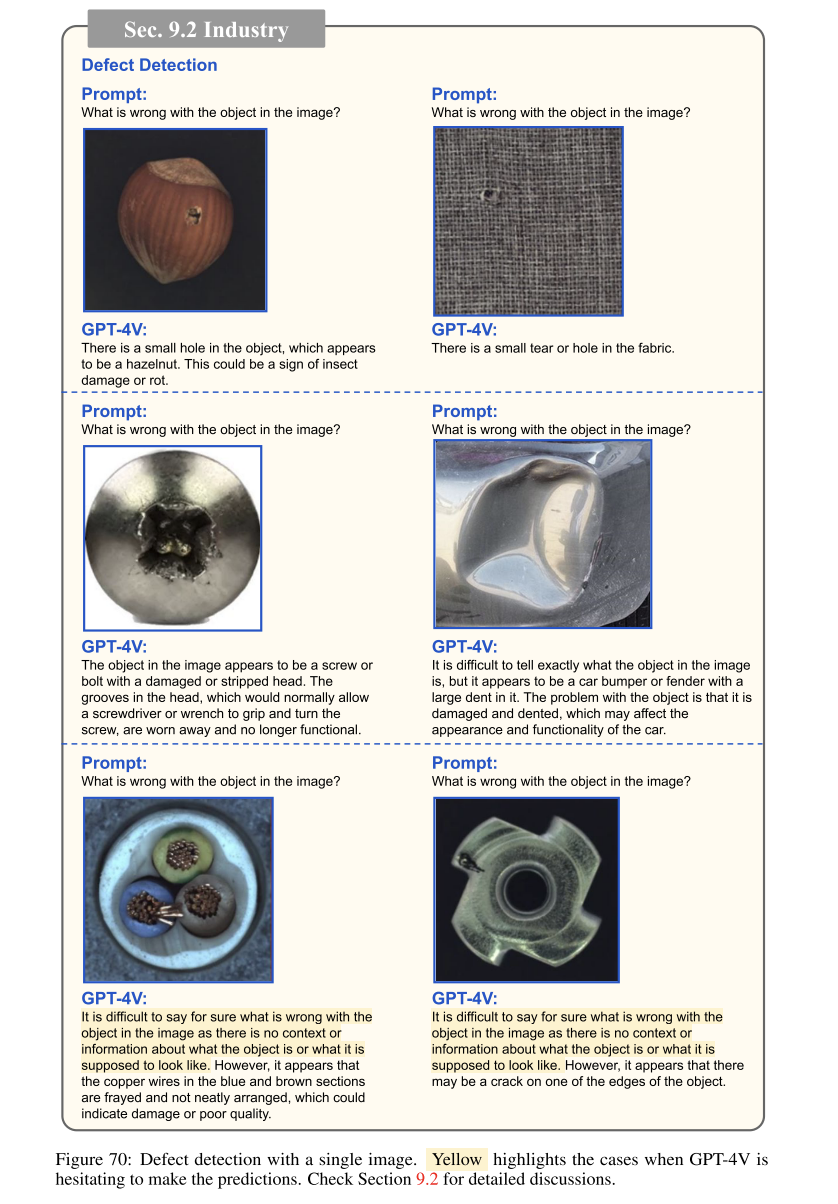 Sec. 9.2 Industry
Defect Detection
Prompt:
What is wrong with the object in the image?
GPT-4V:
There is a small hole in the object, which appears
to be a hazelnut. This could be a sign of insect
damage or rot.
Prompt:
What is wrong with the object in the image?
GPT-4V:
There is a small tear or hole in the fabric.
Prompt:
What is wrong with the object in the image?
GPT-4V:
The object in the image appears to be a screw or
bolt with a damaged or stripped head. The
grooves in the head, which would normally allow
a screwdriver or wrench to grip and turn the
screw, are worn away and no longer functional.
Prompt:
What is wrong with the object in the image?
GPT-4V:
It is difficult to tell exactly what the object in the image
is, but it appears to be a car bumper or fender with a
large dent in it. The problem with the object is that it is
damaged and dented, which may affect the
appearance and functionality of the car.
Prompt:
What is wrong with the object in the image?
GPT-4V:
It is difficult to say for sure what is wrong with the
object in the image as there is no context or
information about what the object is or what it is
supposed to look like. However, it appears that
the copper wires in the blue and brown sections
are frayed and not neatly arranged, which could
indicate damage or poor quality.
Prompt:
What is wrong with the object in the image?
GPT-4V:
It is difficult to say for sure what is wrong with the
object in the image as there is no context or
information about what the object is or what it is
supposed to look like. However, it appears that there
may be a crack on one of the edges of the object.
Figure 70: Defect detection with a single image. Yellow highlights the cases when GPT-4V is
hesitating to make the predictions. Check Section 9.2 for detailed discussions.